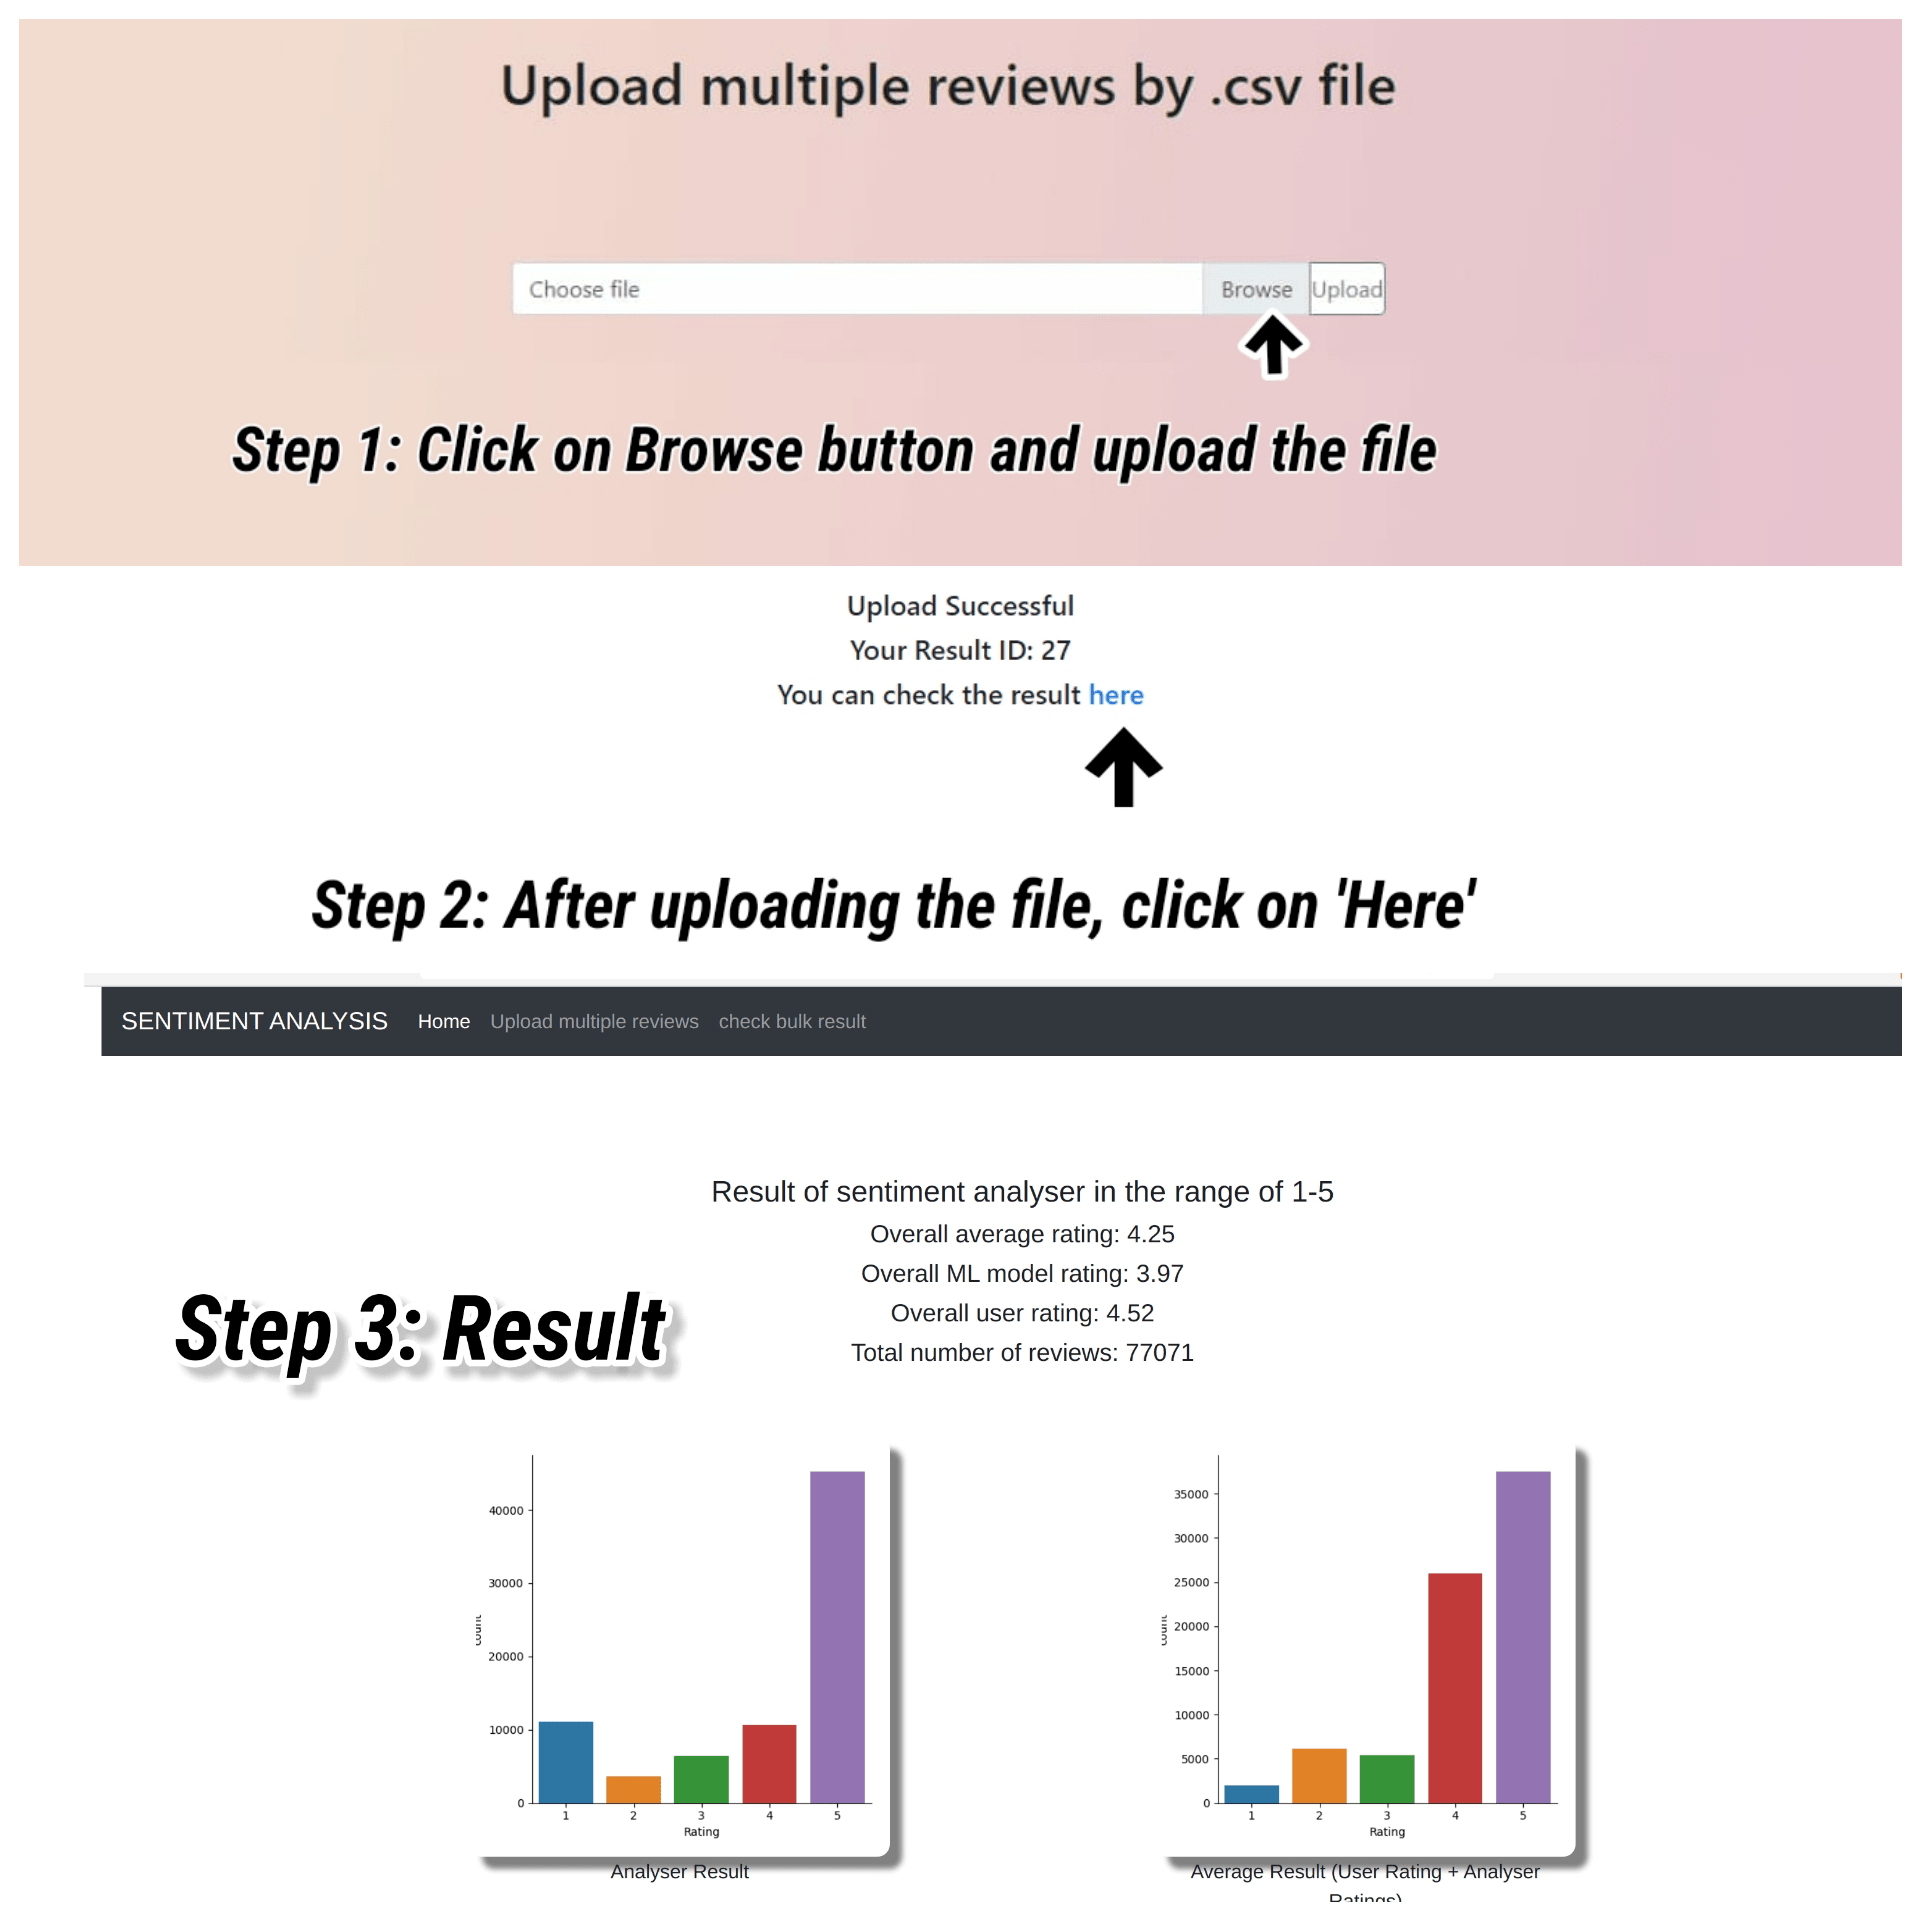 Upload multiple reviews by .csv file
Choose file Browse Upload
Step 1: Click on Browse button and upload the file
Upload Successful
Your Result ID: 27
You can check the result here
Step 2: After uploading the file, click on 'Here'
SENTIMENT ANALYSIS Home Upload multiple reviews check bulk result
Result of sentiment analyser in the range of 1-5
Overall average rating: 4.25
Overall ML model rating: 3.97
Overall user rating: 4.52
Total number of reviews: 77071
Step 3: Result
40000
30000
20000
10000
0
count
1 2 3 4 5
Rating
Analyser Result
35000
30000
25000
20000
15000
10000
5000
0
count
1 2 3 4 5
Rating
Average Result (User Rating + Analyser
Ratings)